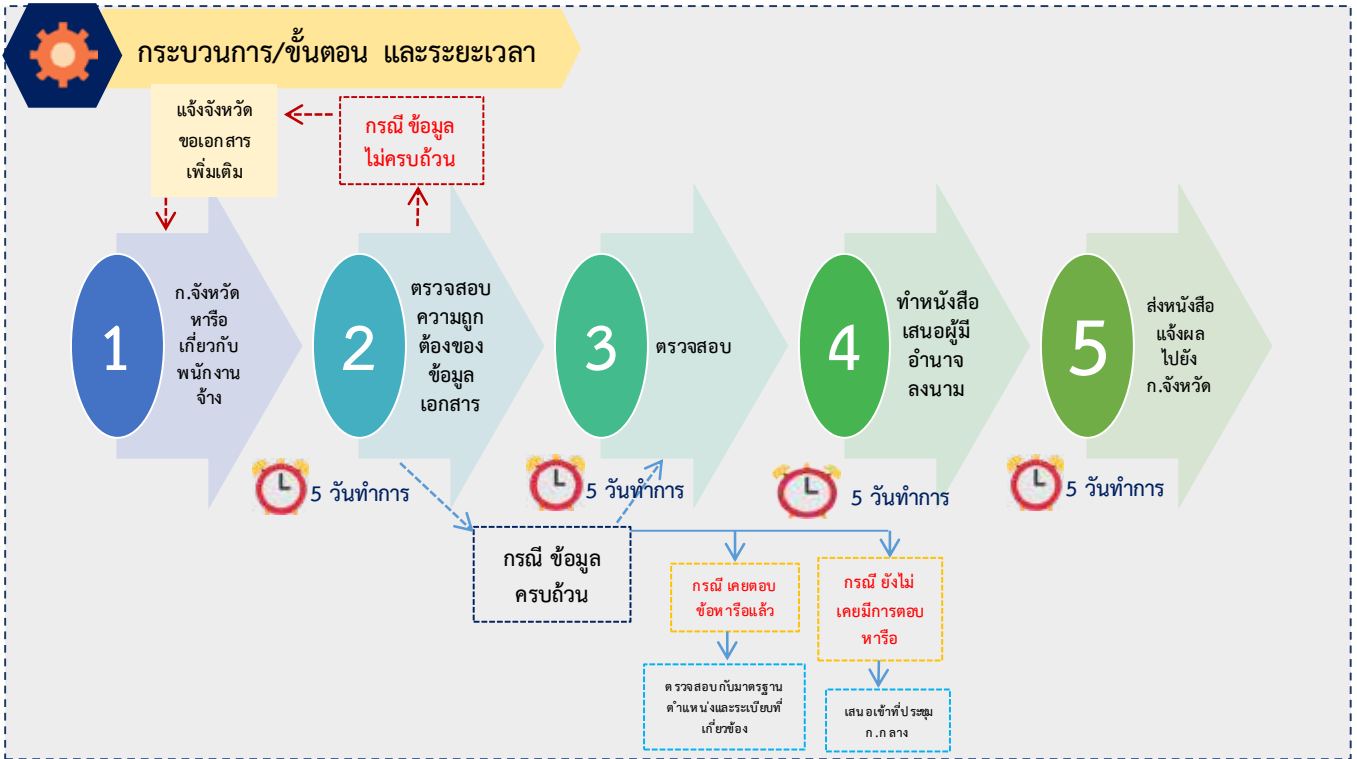 กระบวนการ/ขั้นตอน และระยะเวลา
แจ้งจังหวัด
ขอเอกสาร
เพิ่มเติม
กรณี ข้อมูล
ไม่ครบถ้วน
1
ก.จังหวัด
หารือ
เกี่ยวกับ
พนักงาน
จ้าง
2
ตรวจสอบ
ความถูก
ต้องของ
ข้อมูล
เอกสาร
3
ตรวจสอบ
4
ทำหนังสือ
เสนอผู้มี
อำนาจ
ลงนาม
5
ส่งหนังสือ
แจ้งผล
ไปยัง
ก.จังหวัด
5 วันทำการ
5 วันทำการ
5 วันทำการ
5 วันทำการ
กรณี ข้อมูล
ครบถ้วน
กรณี เคยตอบ
ข้อหารือแล้ว
กรณี ยังไม่
เคยมีการตอบ
หารือ
ตรวจสอบกับมาตรฐาน
ตำแหน่งและระเบียบที่
เกี่ยวข้อง
เสนอเข้าที่ประชุม
ก.กลาง